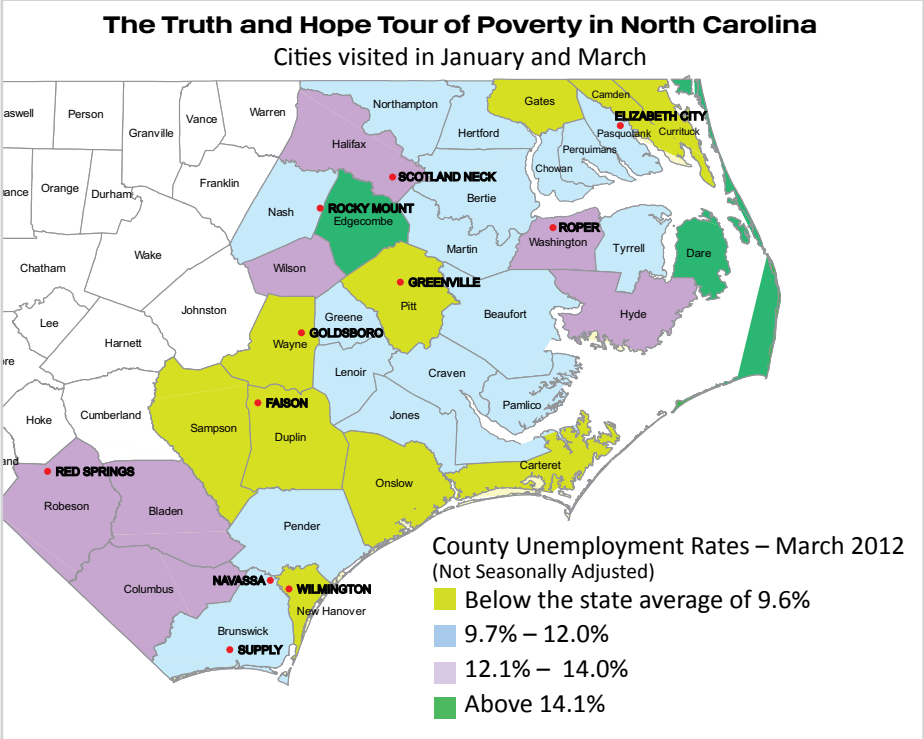 The Truth and Hope Tour of Poverty in North Carolina
Cities visited in January and March
aswell
Person
Granville
Vance
Warren
Northampton
Gates
Camden
ELIZABETH CITY
Pasquotank
Currituck
Hertford
Perquimans
Chowan
Halifax
SCOTLAND NECK
ance
Orange
Durham
Franklin
Bertie
Nash
ROCKY MOUNT
Edgecombe
ROPER
Washington
Tyrrell
Dare
Martin
Wake
Chatham
Wilson
GREENVILLE
Pitt
Johnston
Greene
Beaufort
Hyde
Lee
GOLDSBORO
Wayne
Harnett
ore
Lenoir
Craven
Pamlico
FAISON
Jones
Hoke
Cumberland
Sampson
Duplin
and
RED SPRINGS
Carteret
Onslow
Robeson
Bladen
Pender
Columbus
NAVASSA
WILMINGTON
New Hanover
Brunswick
SUPPLY
County Unemployment Rates – March 2012
(Not Seasonally Adjusted)
Below the state average of 9.6%
9.7% – 12.0%
12.1% – 14.0%
Above 14.1%